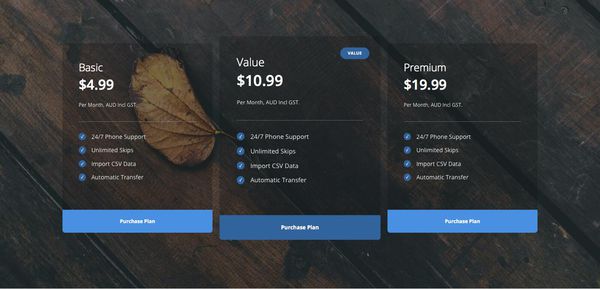 Basic
$4.99
Per Month, AUD Incl GST.
24/7 Phone Support
Unlimited Skips
Import CSV Data
Automatic Transfer
Purchase Plan
VALUE
Value
$10.99
Per Month, AUD Incl GST.
24/7 Phone Support
Unlimited Skips
Import CSV Data
Automatic Transfer
Purchase Plan
Premium
$19.99
Per Month, AUD Incl GST.
24/7 Phone Support
Unlimited Skips
Import CSV Data
Automatic Transfer
Purchase Plan